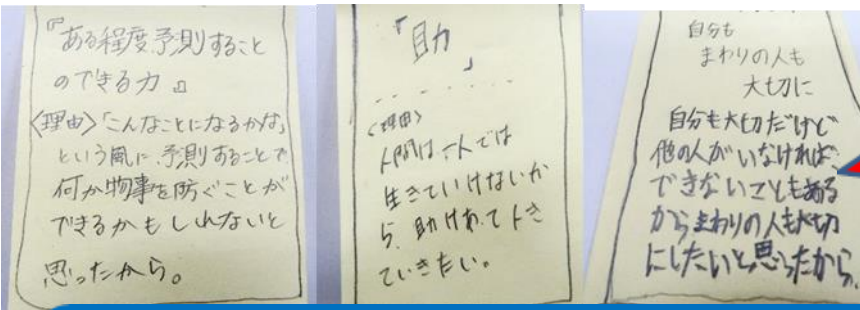 『ある程度予測すること
のできる力』
〈理由〉「こんなことになるかな」
という風に、予測することで
何か物事を防ぐことが
できるかもしれないと
思ったから。
『助』
〈理由〉
人間は一人では
生きていけないか
ら、助けあって
ていきたい。
自分も
まわりの人も
大切に
自分も大切だけど
他の人がいなければ、
できないこともある
からまわりの人も大切
にしたいと思ったから。